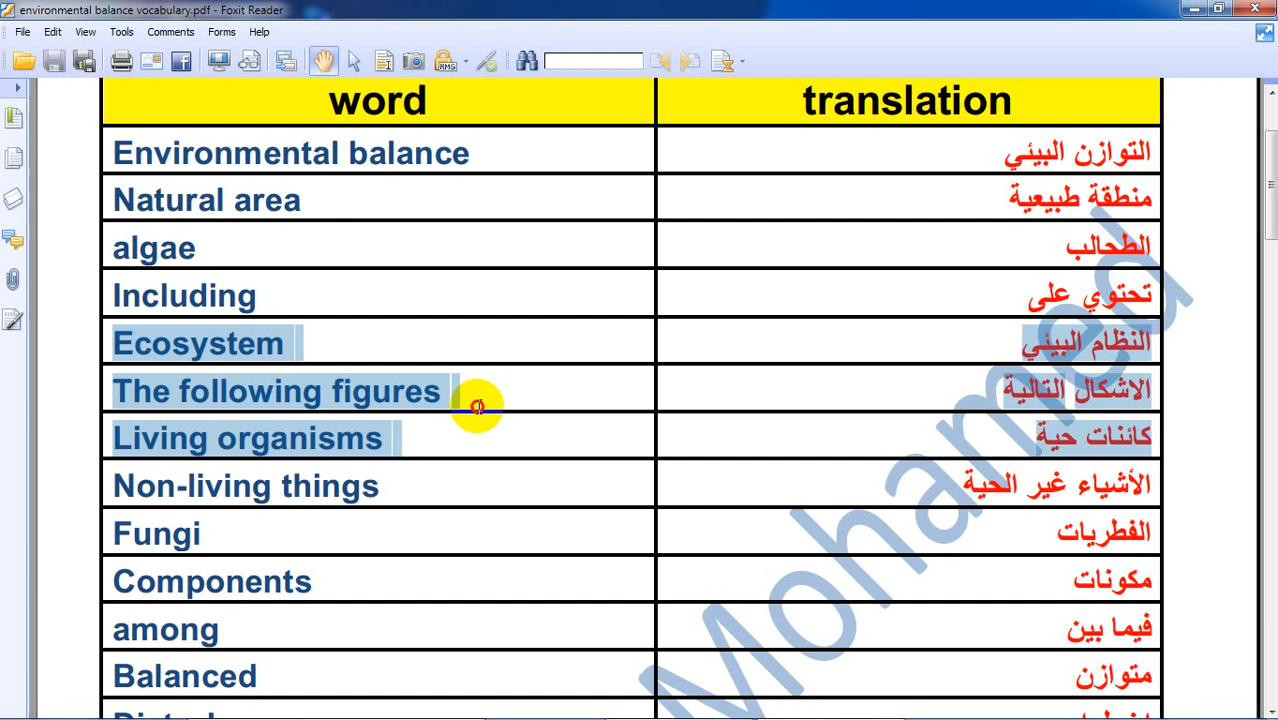 environmental balance vocabulary.pdf - Foxit Reader
File Edit View Tools Comments Forms Help
RMS
word translation
Environmental balance التوازن البيئي
Natural area منطقة طبيعية
algae الطحالب
Including تحتوي على
Ecosystem النظام البيئي
The following figures الاشكال التالية
Living organisms كائنات حية
Non-living things الأشياء غير الحية
Fungi الفطريات
Components مكونات
among فيما بين
Balanced متوازن
Mohamed